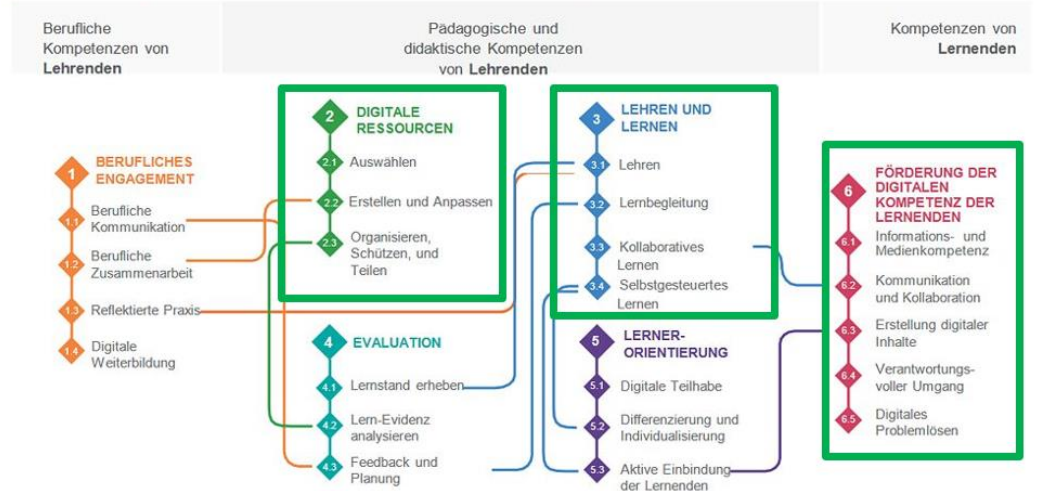 Berufliche
Kompetenzen von
Lehrenden
Pädagogische und
didaktische Kompetenzen
von Lehrenden
Kompetenzen von
Lernenden
1
BERUFLICHES
ENGAGEMENT
1.1
Berufliche
Kommunikation
1.2
Berufliche
Zusammenarbeit
1.3
Reflektierte Praxis
1.4
Digitale
Weiterbildung
2
DIGITALE
RESSOURCEN
2.1
Auswählen
2.2
Erstellen und Anpassen
2.3
Organisieren,
Schützen, und
Teilen
3
LEHREN UND
LERNEN
3.1
Lehren
3.2
Lernbegleitung
3.3
Kollaboratives
Lernen
3.4
Selbstgesteuertes
Lernen
4
EVALUATION
4.1
Lernstand erheben
4.2
Lern-Evidenz
analysieren
4.3
Feedback und
Planung
5
LERNER-
ORIENTIERUNG
5.1
Digitale Teilhabe
5.2
Differenzierung und
Individualisierung
5.3
Aktive Einbindung
der Lernenden
6
FÖRDERUNG DER
DIGITALEN
KOMPETENZ DER
LERNENDEN
6.1
Informations- und
Medienkompetenz
6.2
Kommunikation
und Kollaboration
6.3
Erstellung digitaler
Inhalte
6.4
Verantwortungs-
voller Umgang
6.5
Digitales
Problemlösen